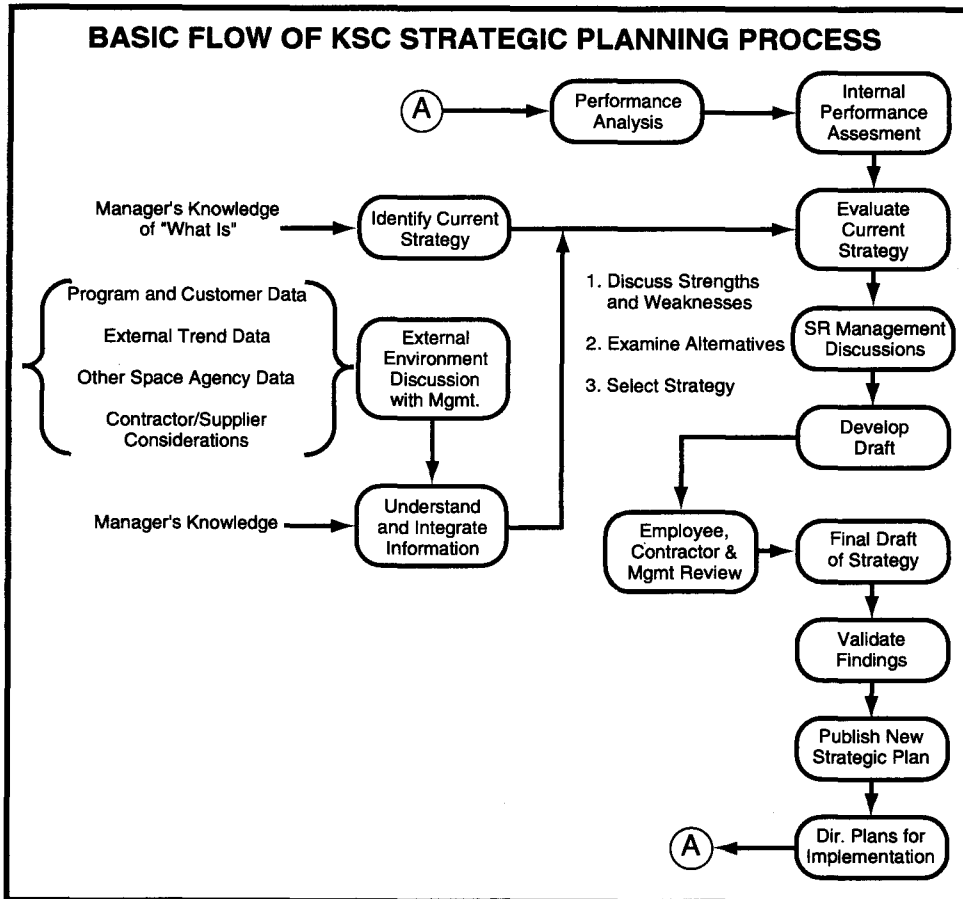 BASIC FLOW OF KSC STRATEGIC PLANNING PROCESS
A
Performance
Analysis
Internal
Performance
Assesment
Manager's Knowledge
of "What Is"
Identify Current
Strategy
Evaluate
Current
Strategy
Program and Customer Data
External Trend Data
Other Space Agency Data
Contractor/Supplier
Considerations
External
Environment
Discussion
with Mgmt.
1. Discuss Strengths
and Weaknesses
2. Examine Alternatives
3. Select Strategy
SR Management
Discussions
Develop
Draft
Manager's Knowledge
Understand
and Integrate
Information
Employee,
Contractor &
Mgmt Review
Final Draft
of Strategy
Validate
Findings
Publish New
Strategic Plan
Dir. Plans for
Implementation
A